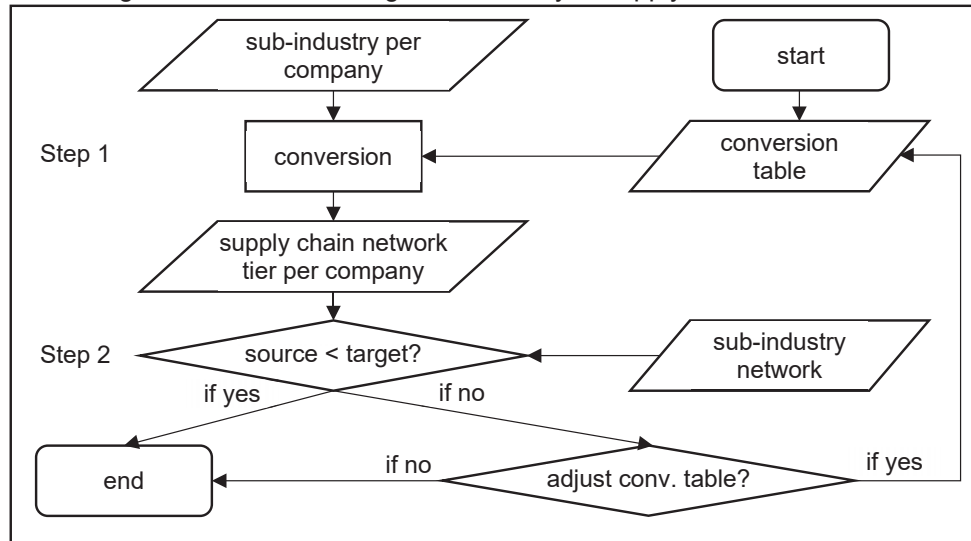 sub-industry per
company
start
Step 1
conversion
conversion
table
supply chain network
tier per company
Step 2
source < target?
sub-industry
network
if yes
if no
end
if no
adjust conv. table?
if yes